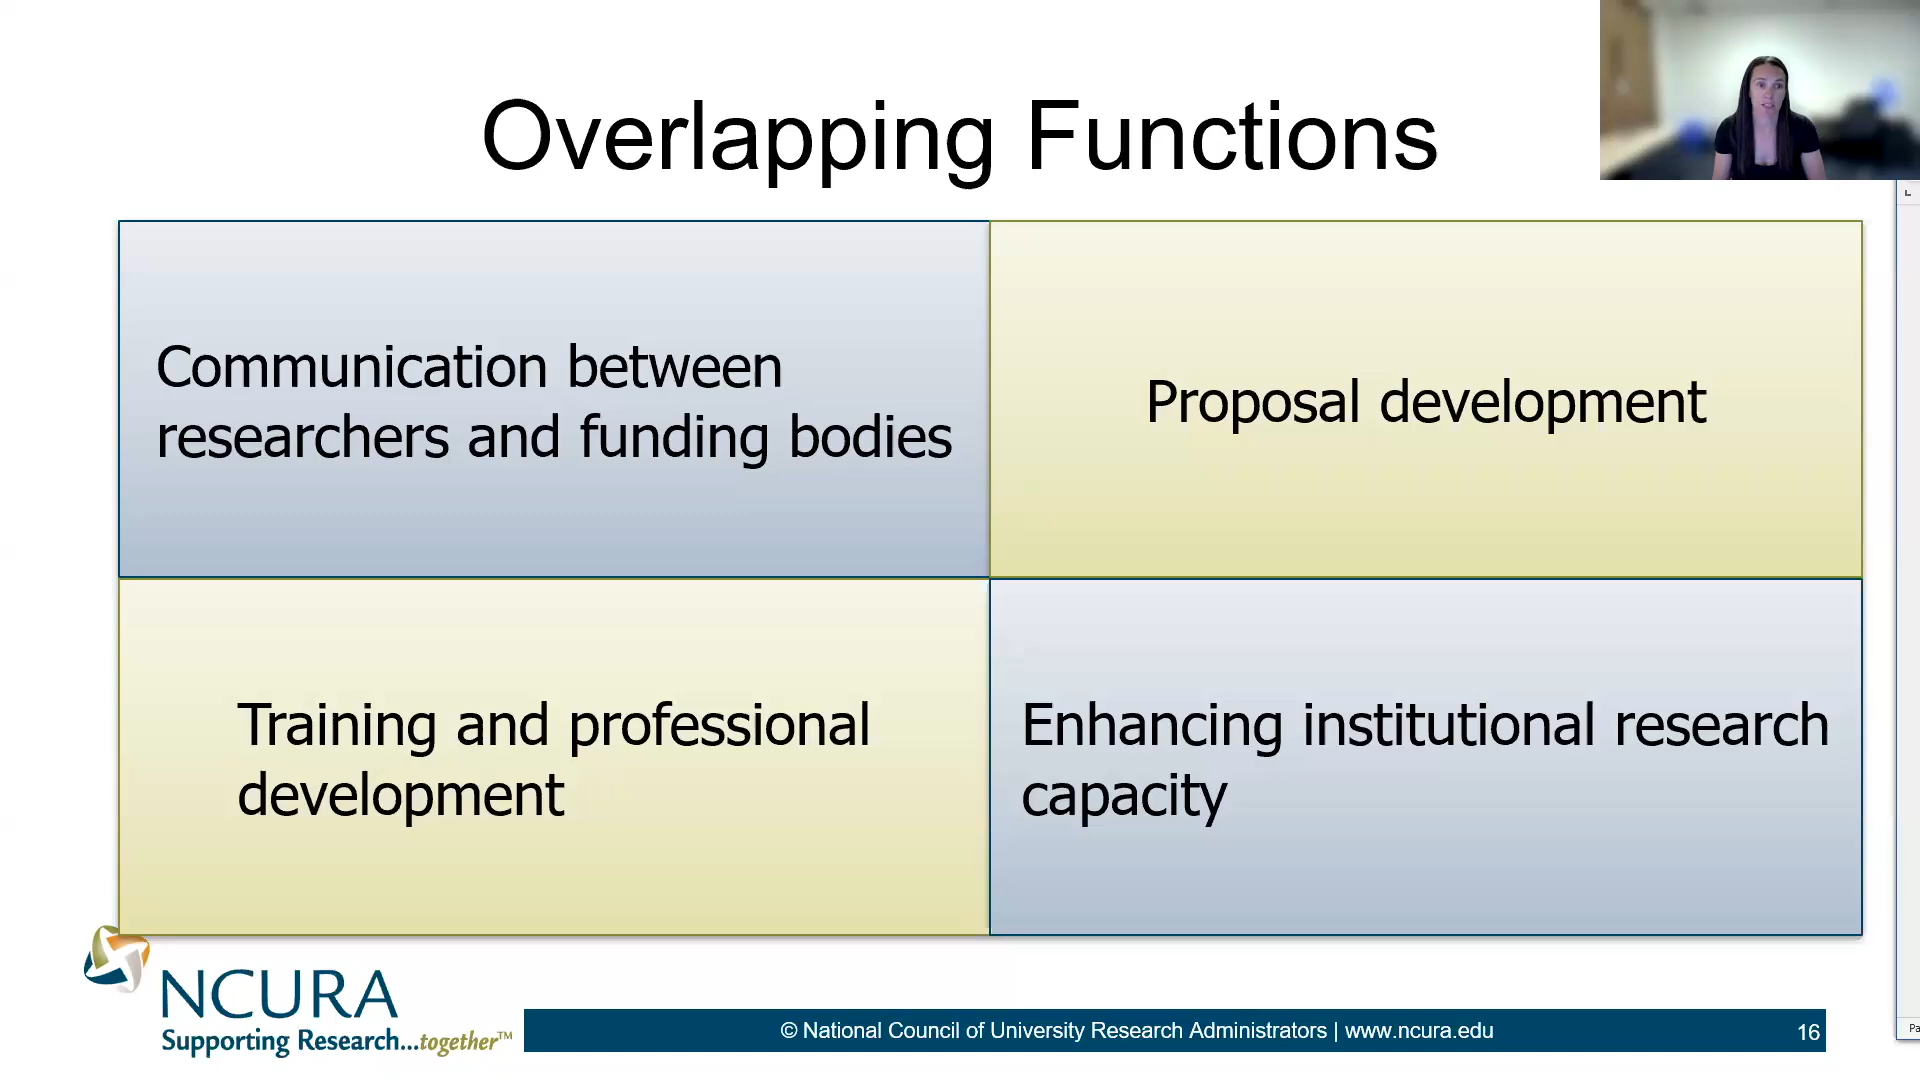 Overlapping Functions
Communication between
researchers and funding bodies
Proposal development
Training and professional
development
Enhancing institutional research
capacity
NCURA
Supporting Research...together™
© National Council of University Research Administrators | www.ncura.edu
16
Pa